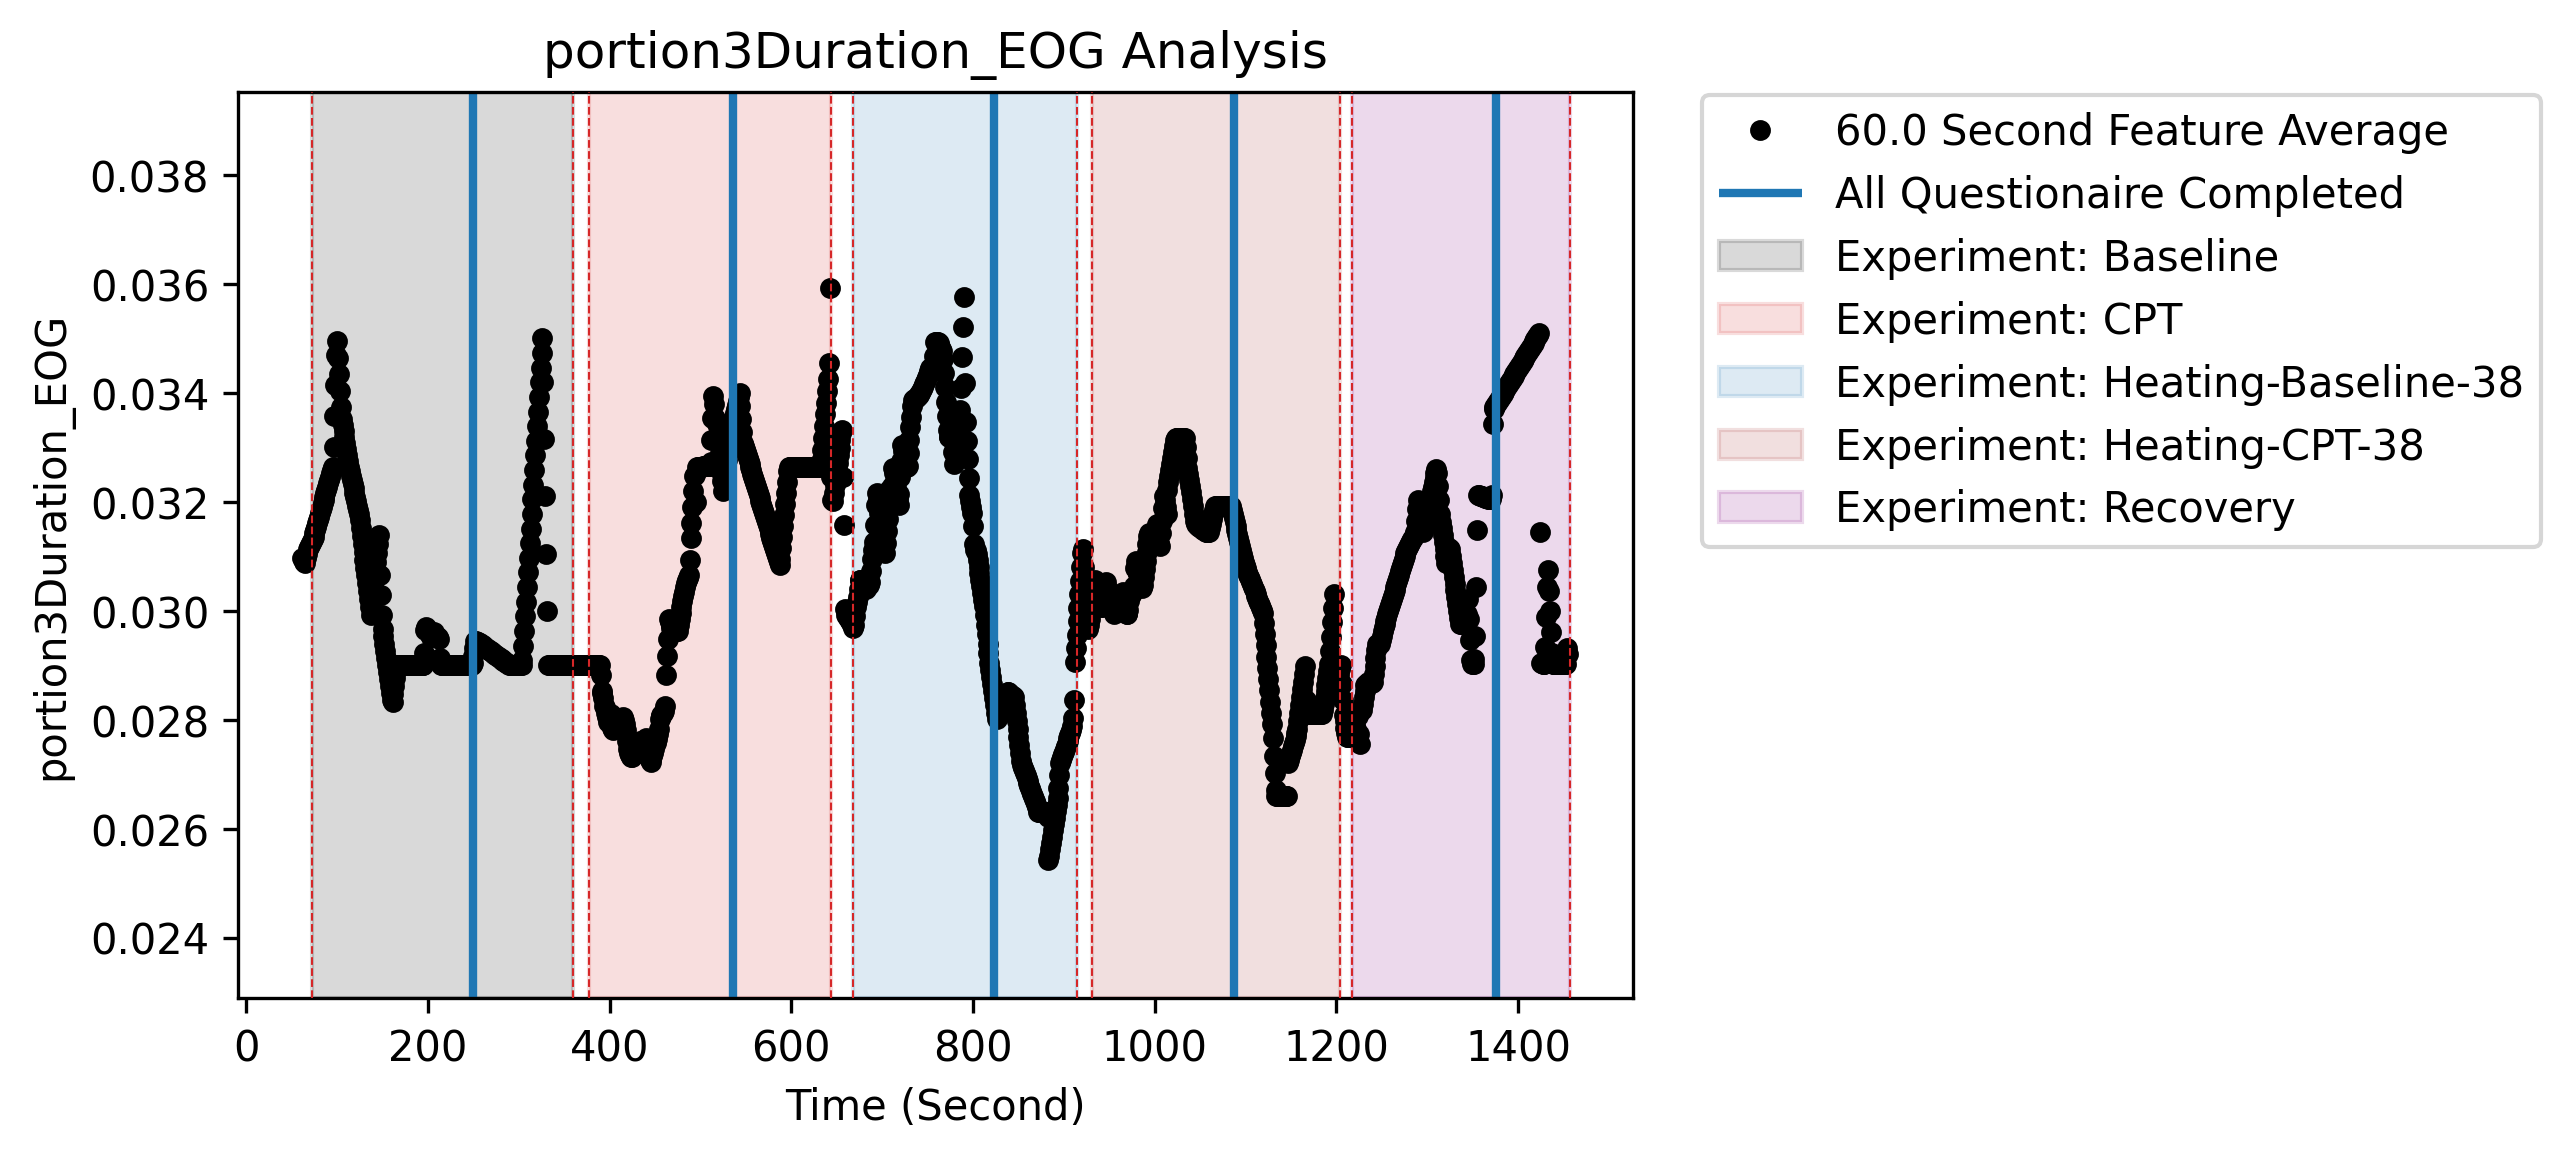 portion3Duration_EOG Analysis
portion3Duration_EOG
0.038
0.036
0.034
0.032
0.030
0.028
0.026
0.024
0 200 400 600 800 1000 1200 1400
Time (Second)
60.0 Second Feature Average
All Questionaire Completed
Experiment: Baseline
Experiment: CPT
Experiment: Heating-Baseline-38
Experiment: Heating-CPT-38
Experiment: Recovery